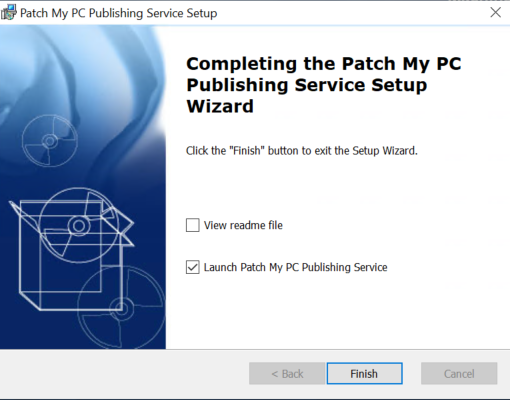 Patch My PC Publishing Service Setup
Completing the Patch My PC
Publishing Service Setup
Wizard
Click the "Finish" button to exit the Setup Wizard.
View readme file
Launch Patch My PC Publishing Service
< Back
Finish
Cancel